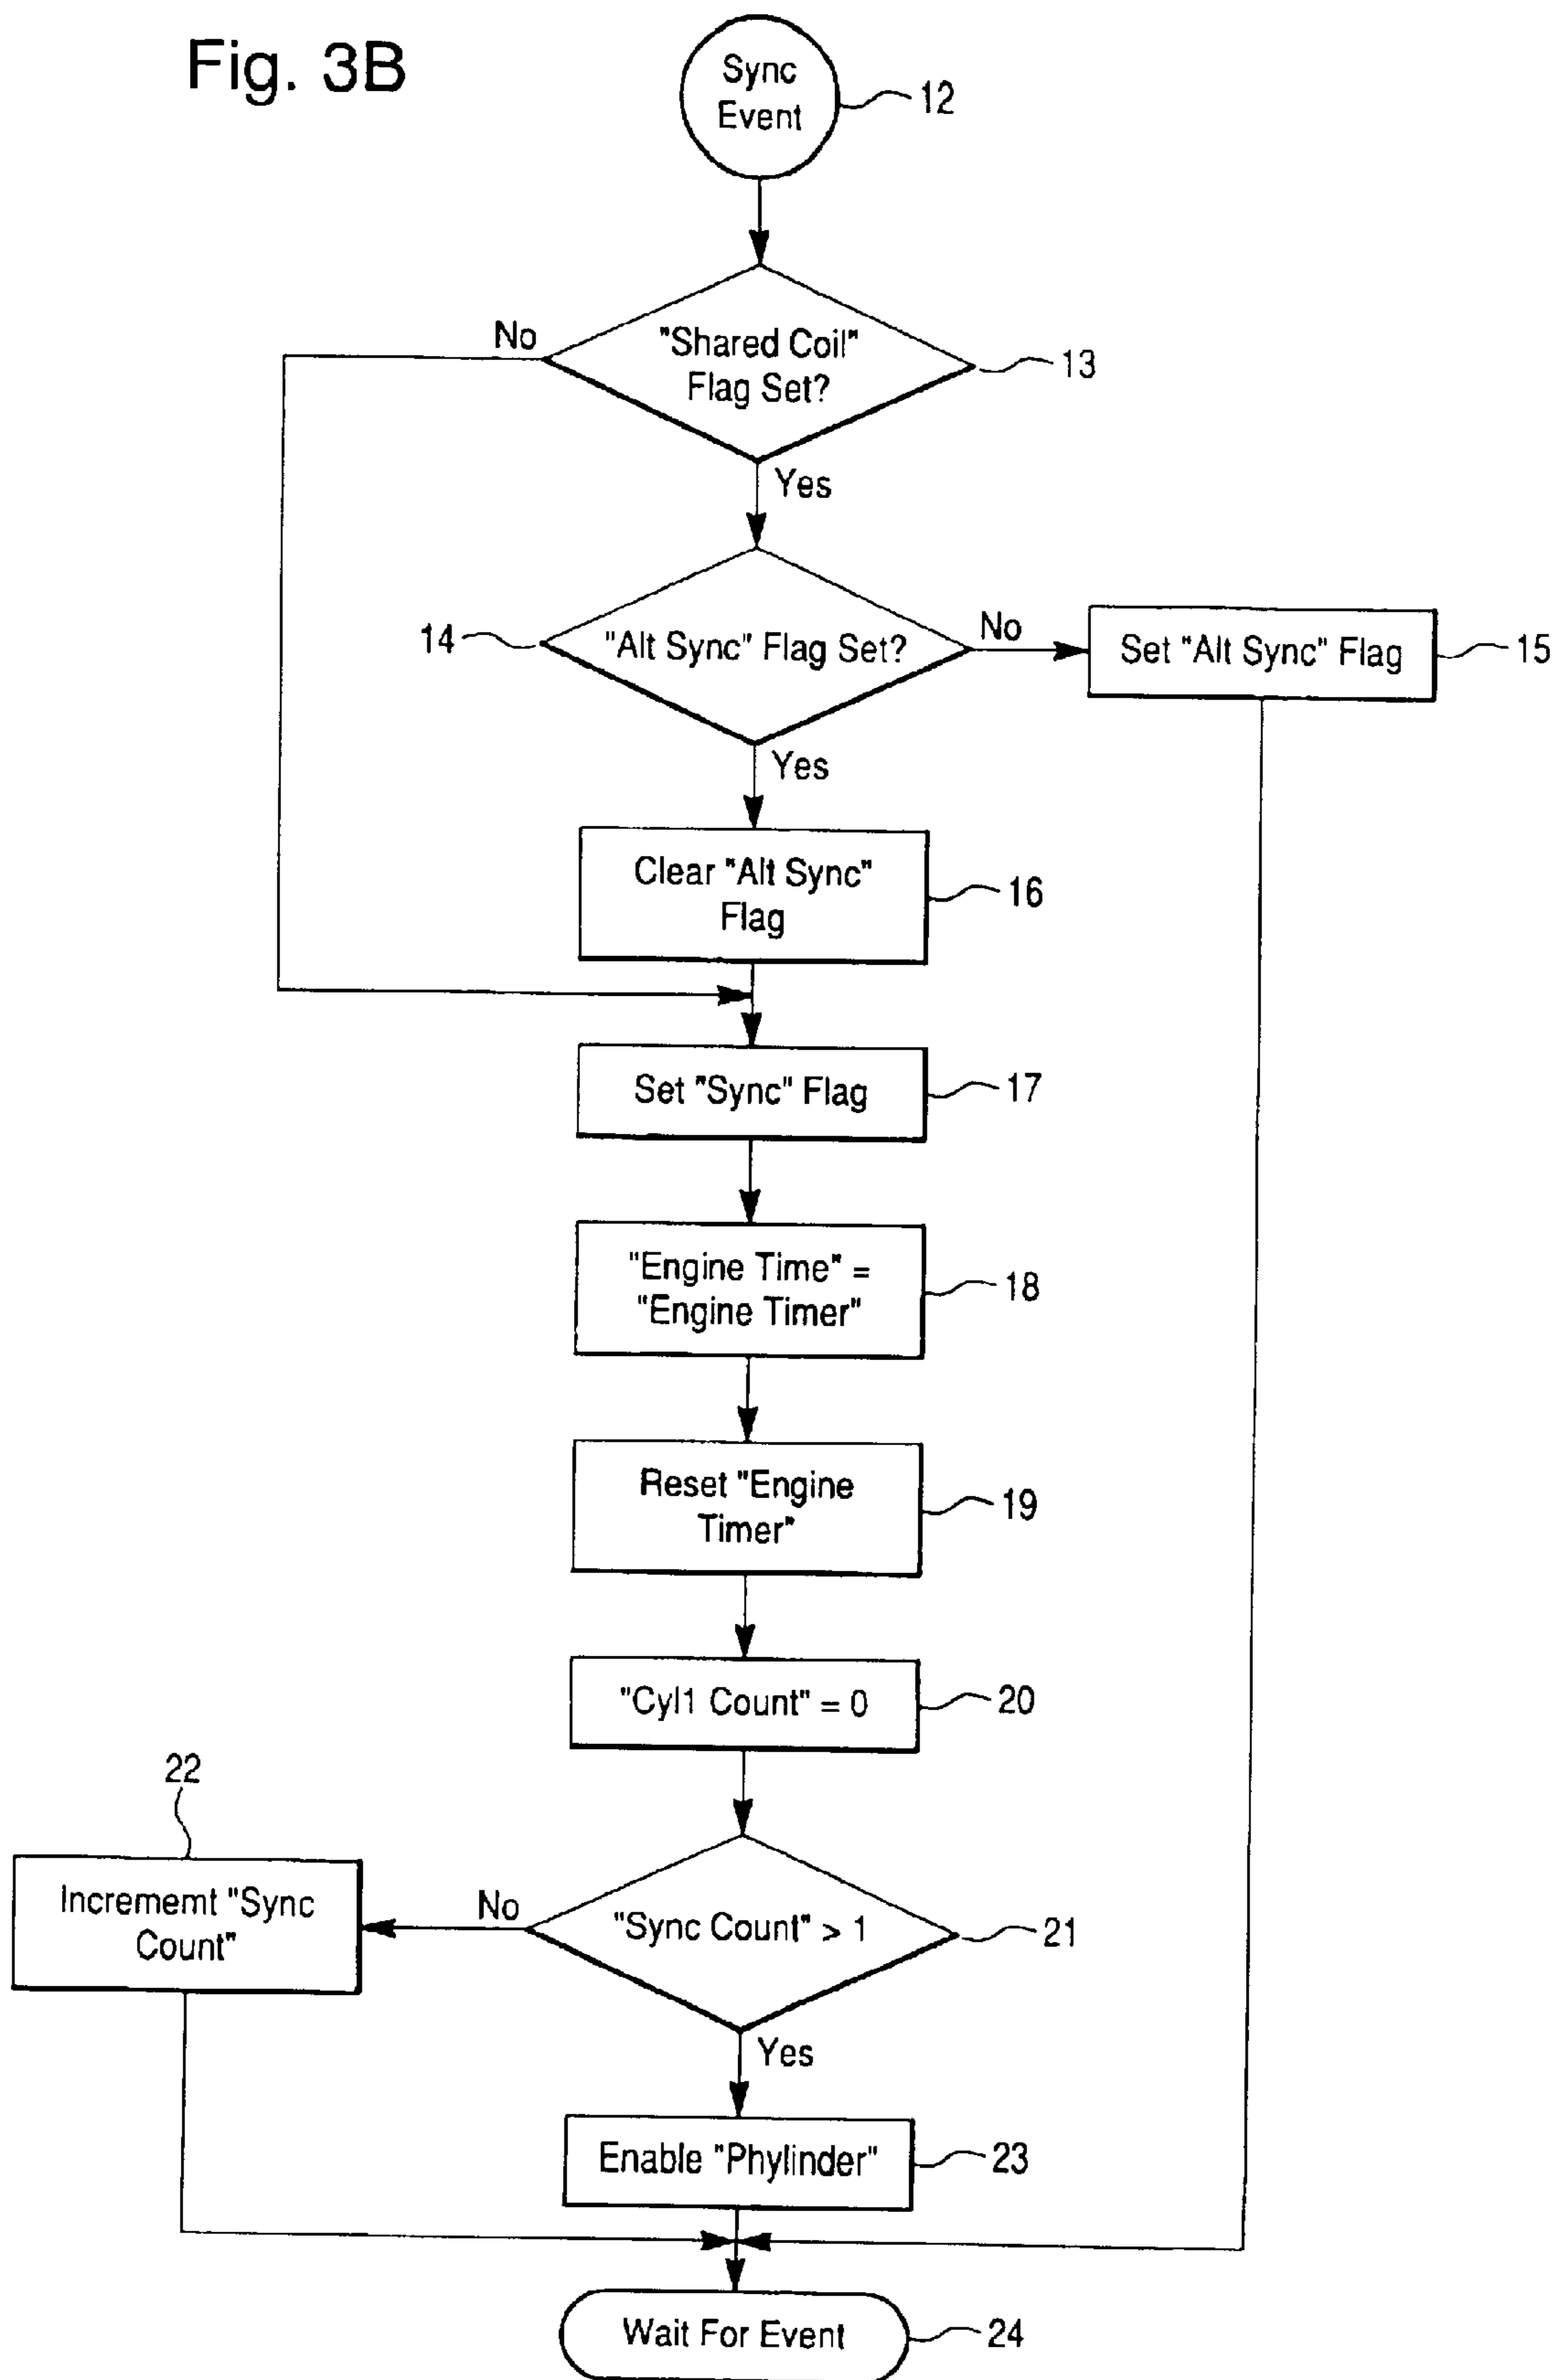 Fig. 3B
Sync
Event
12
"Shared Coil"
Flag Set?
13
No
Yes
"Alt Sync" Flag Set?
14
No
Set "Alt Sync" Flag
15
Yes
Clear "Alt Sync"
Flag
16
Set "Sync" Flag
17
"Engine Time" =
"Engine Timer"
18
Reset "Engine
Timer"
19
"Cyl1 Count" = 0
20
22
Incrememt "Sync
Count"
No
"Sync Count" > 1
21
Yes
Enable "Phylinder"
23
Wait For Event
24